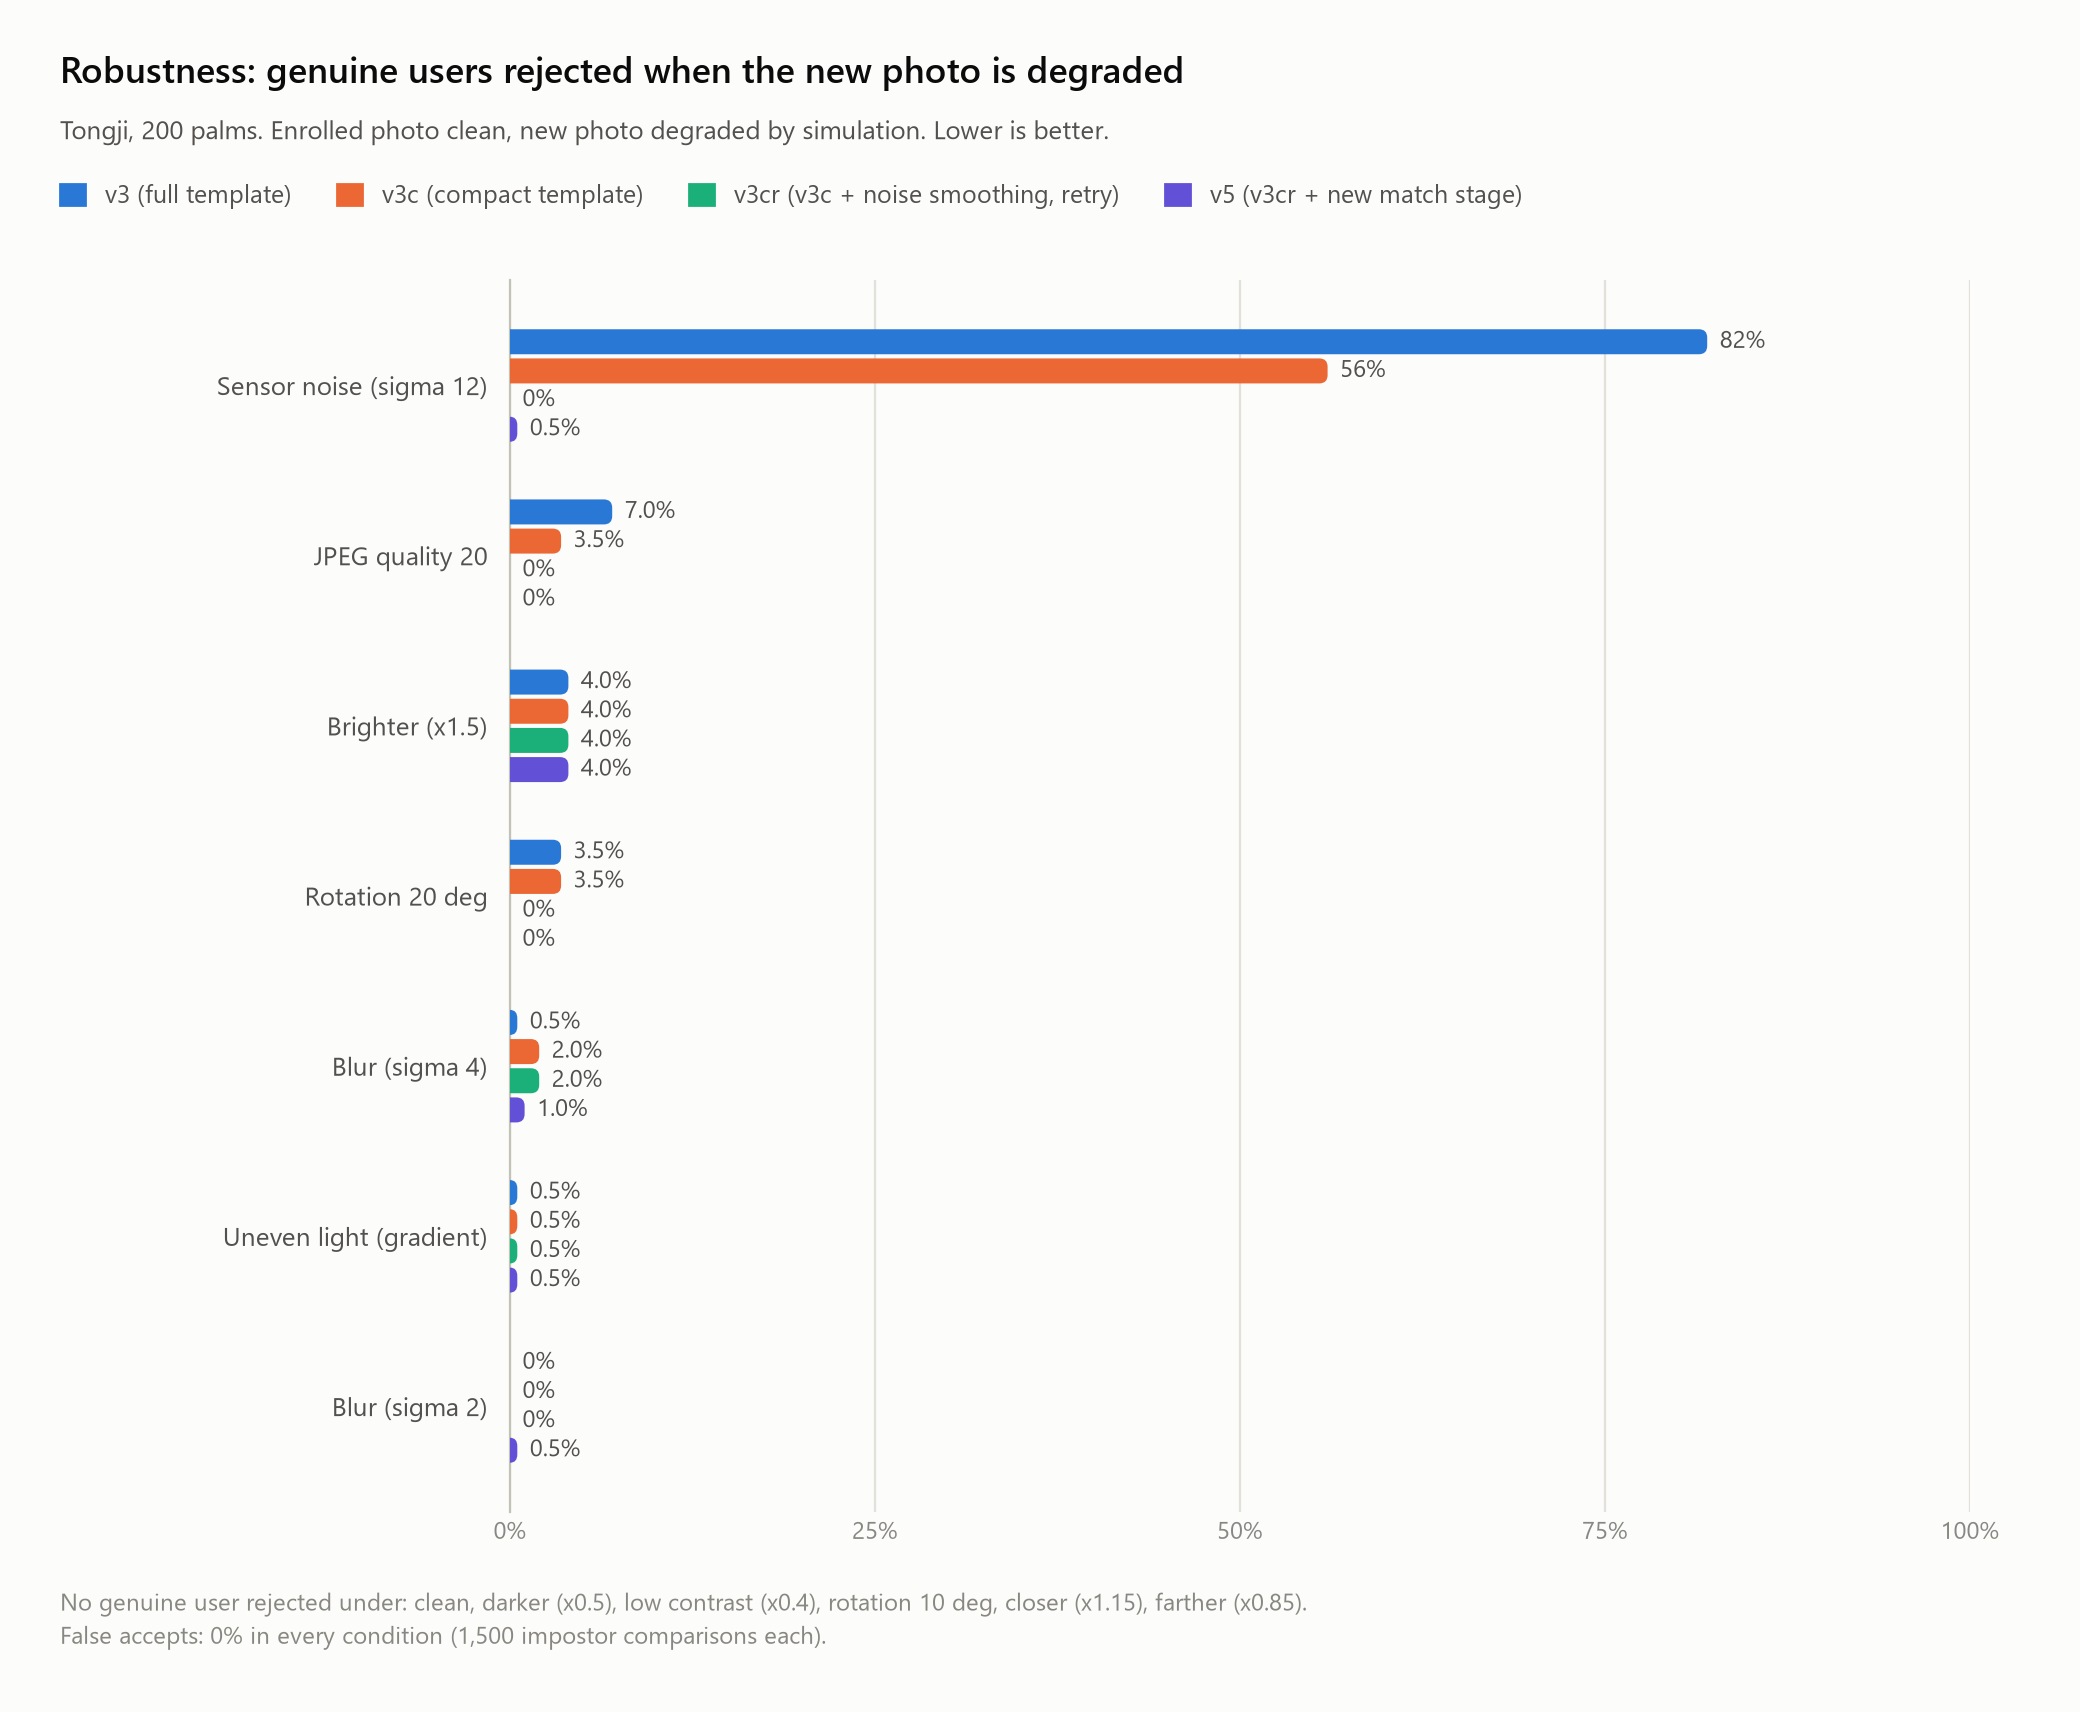 Robustness: genuine users rejected when the new photo is degraded
Tongji, 200 palms. Enrolled photo clean, new photo degraded by simulation. Lower is better.
v3 (full template) v3c (compact template) v3cr (v3c + noise smoothing, retry) v5 (v3cr + new match stage)
Sensor noise (sigma 12)
82%
56%
0%
0.5%
JPEG quality 20
7.0%
3.5%
0%
0%
Brighter (x1.5)
4.0%
4.0%
4.0%
4.0%
Rotation 20 deg
3.5%
3.5%
0%
0%
Blur (sigma 4)
0.5%
2.0%
2.0%
1.0%
Uneven light (gradient)
0.5%
0.5%
0.5%
0.5%
Blur (sigma 2)
0%
0%
0%
0.5%
0% 25% 50% 75% 100%
No genuine user rejected under: clean, darker (x0.5), low contrast (x0.4), rotation 10 deg, closer (x1.15), farther (x0.85).
False accepts: 0% in every condition (1,500 impostor comparisons each).